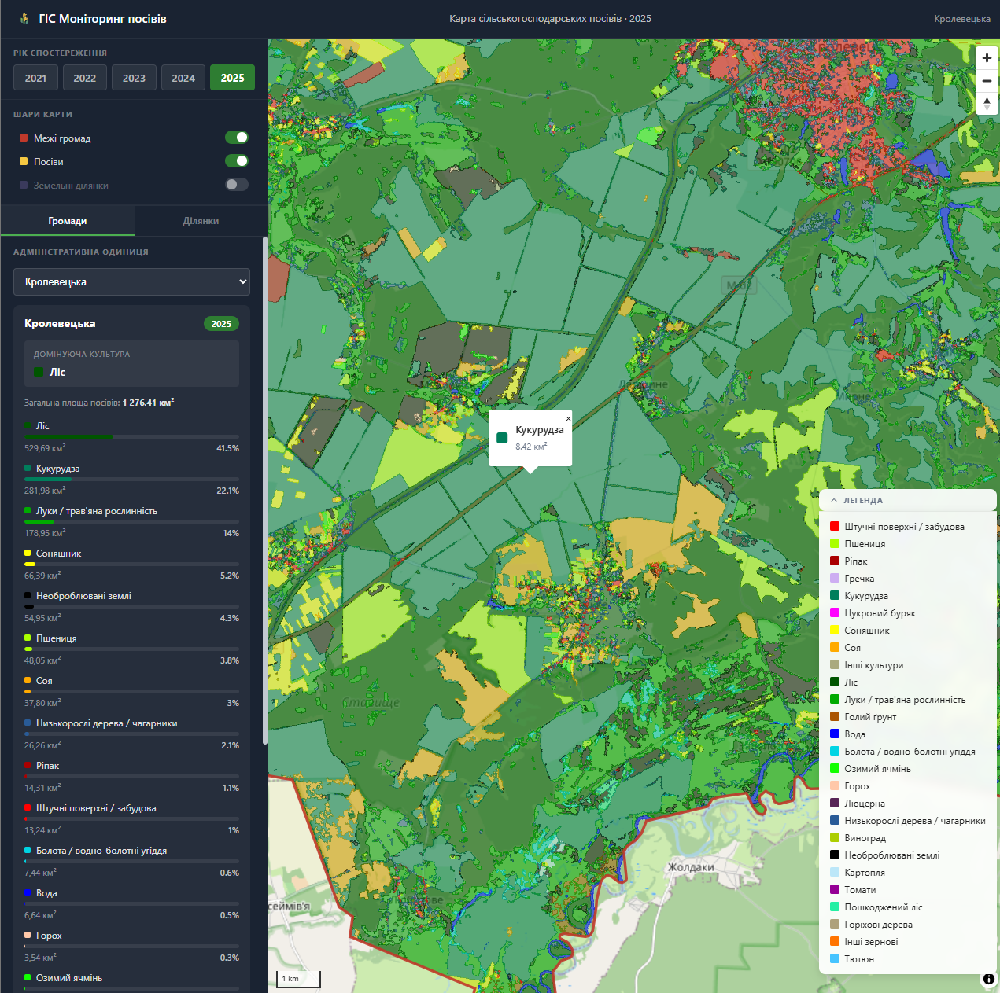 ГІС Моніторинг посівів
Карта сільськогосподарських посівів · 2025
Кролевецька
РІК СПОСТЕРЕЖЕННЯ
2021
2022
2023
2024
2025
ШАРИ КАРТИ
Межі громад
Посіви
Земельні ділянки
Громади
Ділянки
АДМІНІСТРАТИВНА ОДИНИЦЯ
Кролевецька
Кролевецька
2025
ДОМІНУЮЧА КУЛЬТУРА
Ліс
Загальна площа посівів: 1 276,41 км²
Ліс
529,69 км² 41.5%
Кукурудза
281,98 км² 22.1%
Луки / трав'яна рослинність
178,95 км² 14%
Соняшник
66,39 км² 5.2%
Необроблювані землі
54,95 км² 4.3%
Пшениця
48,05 км² 3.8%
Соя
37,80 км² 3%
Низькорослі дерева / чагарники
26,26 км² 2.1%
Ріпак
14,31 км² 1.1%
Штучні поверхні / забудова
13,24 км² 1%
Болота / водно-болотні угіддя
7,44 км² 0.6%
Вода
6,64 км² 0.5%
Горох
3,54 км² 0.3%
Озимий ячмінь
+
−
М-02
Кукурудза
8.42 км²
×
Старище
Жолдаки
1 km
ЛЕГЕНДА
Штучні поверхні / забудова
Пшениця
Ріпак
Гречка
Кукурудза
Цукровий буряк
Соняшник
Соя
Інші культури
Ліс
Луки / трав'яна рослинність
Голий ґрунт
Вода
Болота / водно-болотні угіддя
Озимий ячмінь
Горох
Люцерна
Низькорослі дерева / чагарники
Виноград
Необроблювані землі
Картопля
Томати
Пошкоджений ліс
Горіхові дерева
Інші зернові
Тютюн